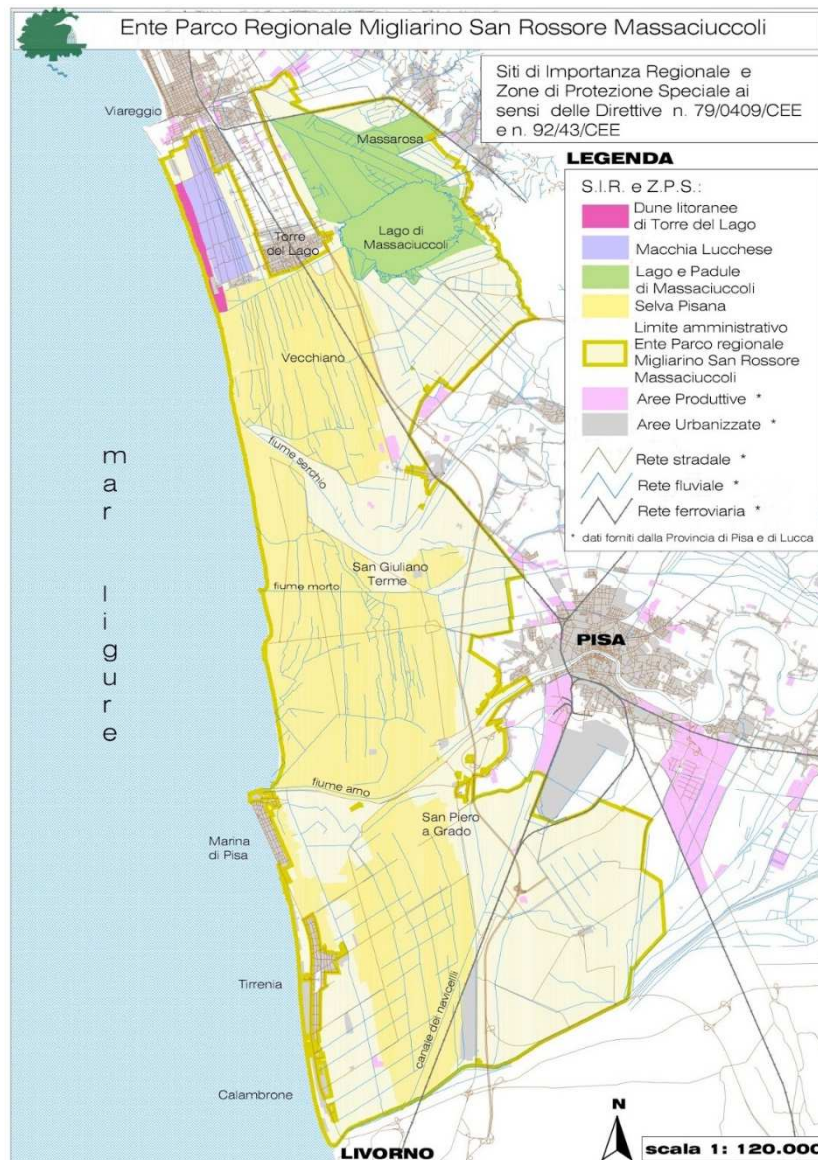 Ente Parco Regionale Migliarino San Rossore Massaciuccoli
Siti di Importanza Regionale e
Zone di Protezione Speciale ai
sensi delle Direttive n. 79/0409/CEE
e n. 92/43/CEE
LEGENDA
S.I.R. e Z.P.S.:
Dune litoranee
di Torre del Lago
Macchia Lucchese
Lago e Padule
di Massaciuccoli
Selva Pisana
Limite amministrativo
Ente Parco regionale
Migliarino San Rossore
Massaciuccoli
Aree Produttive *
Aree Urbanizzate *
Rete stradale *
Rete fluviale *
Rete ferroviaria *
* dati forniti dalla Provincia di Pisa e di Lucca
Viareggio
Massarosa
Lago di
Massaciuccoli
Torre
del Lago
Vecchiano
fiume serchio
mar ligure
San Giuliano
Terme
fiume morto
PISA
fiume arno
San Piero
a Grado
Marina
di Pisa
Tirrenia
canale dei navicelli
Calambrone
LIVORNO
N
scala 1: 120.000